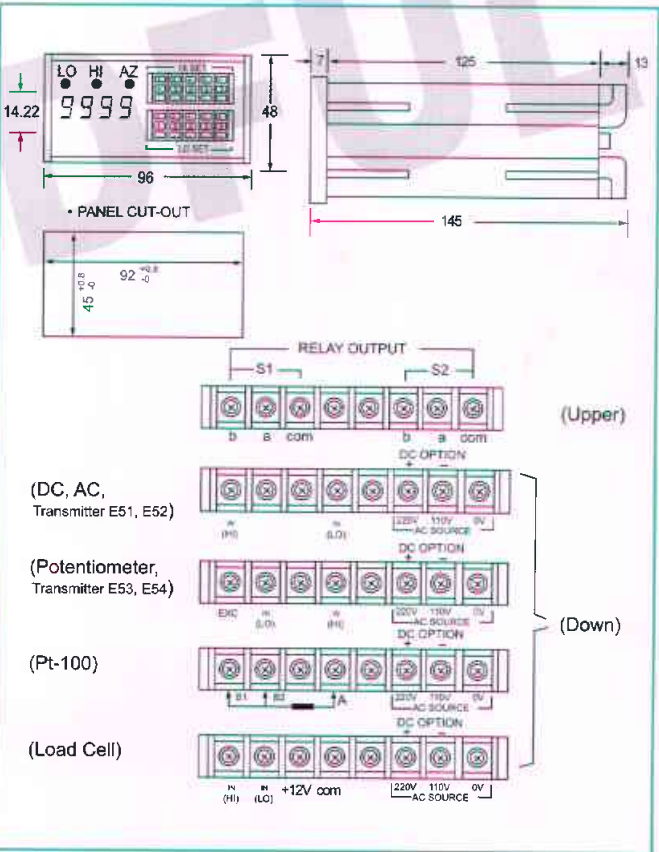 DFUL
LO HI AZ
HI SET
9999
LO SET
14.22
48
96
7
125
13
145
• PANEL CUT-OUT
92 +0.8 -0
45 +0.8 -0
RELAY OUTPUT
S1
S2
b a com b a com
(Upper)
DC OPTION
+ −
(DC, AC,
Transmitter E51, E52)
IN (HI) IN (LO) 220V 110V 0V
AC SOURCE
DC OPTION
+ −
(Potentiometer,
Transmitter E53, E54)
EXC IN (LO) IN (HI) 220V 110V 0V
AC SOURCE
(Down)
DC OPTION
+ −
(Pt-100)
B1 B2 A 220V 110V 0V
AC SOURCE
DC OPTION
+ −
(Load Cell)
IN (HI) IN (LO) +12V com 220V 110V 0V
AC SOURCE